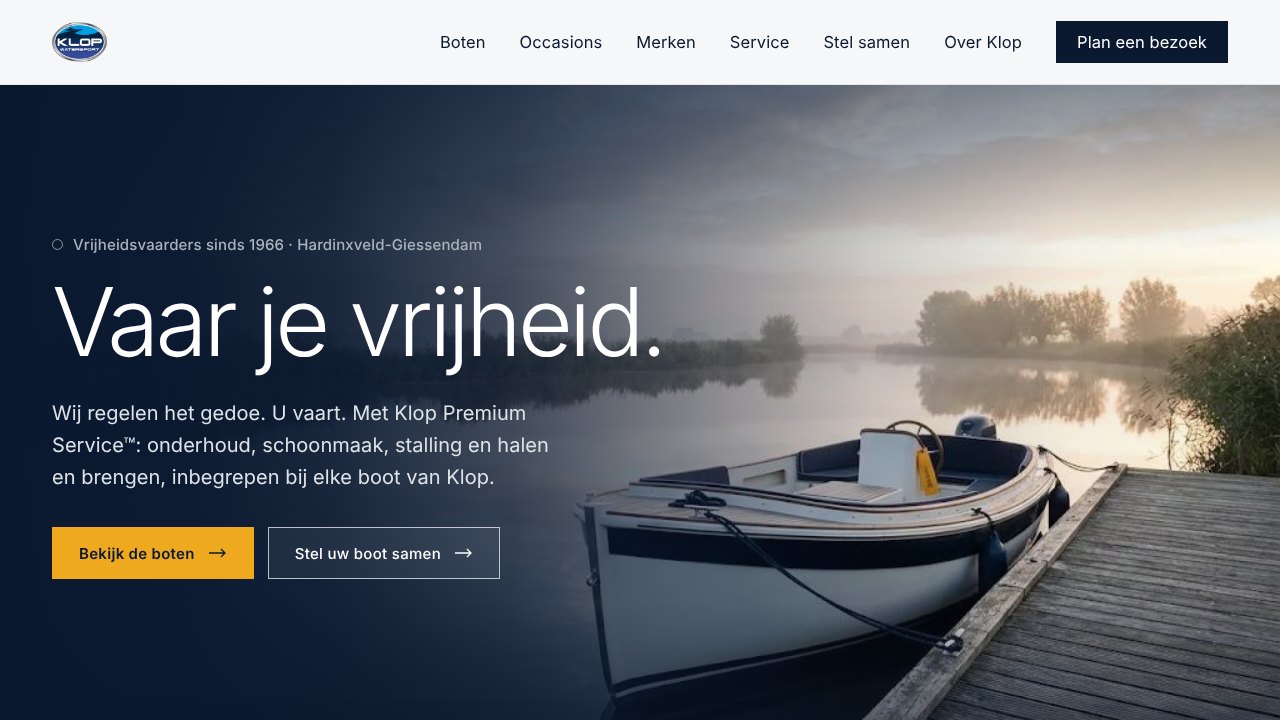 KLOP
WATERSPORT
Boten
Occasions
Merken
Service
Stel samen
Over Klop
Plan een bezoek
Vrijheidsvaarders sinds 1966 · Hardinxveld-Giessendam
Vaar je vrijheid.
Wij regelen het gedoe. U vaart. Met Klop Premium
Service™: onderhoud, schoonmaak, stalling en halen
en brengen, inbegrepen bij elke boot van Klop.
Bekijk de boten
Stel uw boot samen